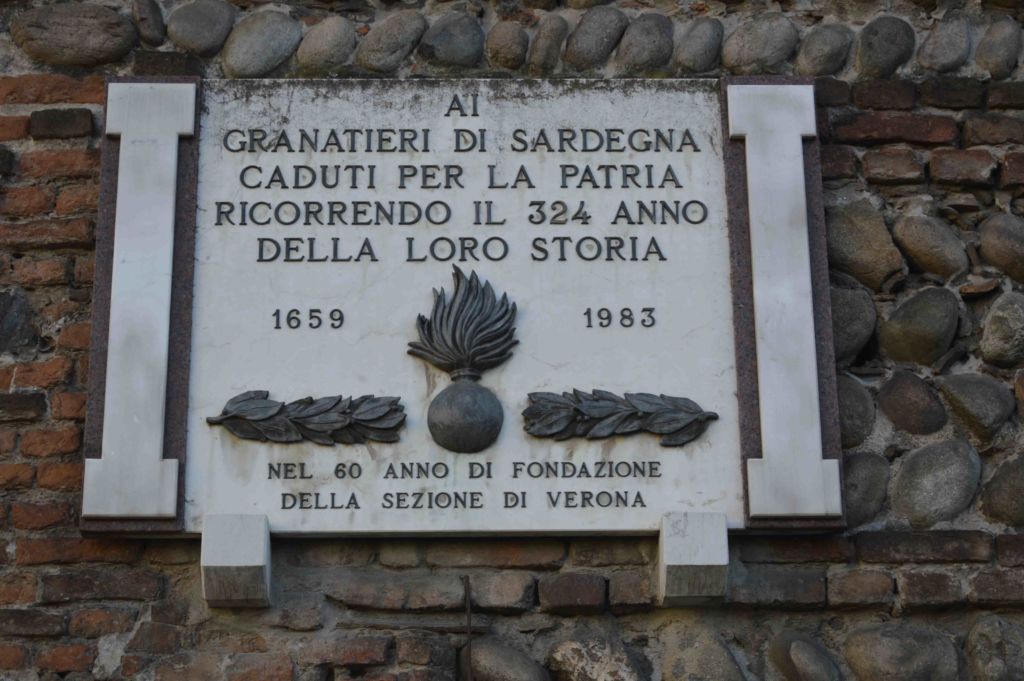 AI
GRANATIERI DI SARDEGNA
CADUTI PER LA PATRIA
RICORRENDO IL 324 ANNO
DELLA LORO STORIA
1659 1983
NEL 60 ANNO DI FONDAZIONE
DELLA SEZIONE DI VERONA